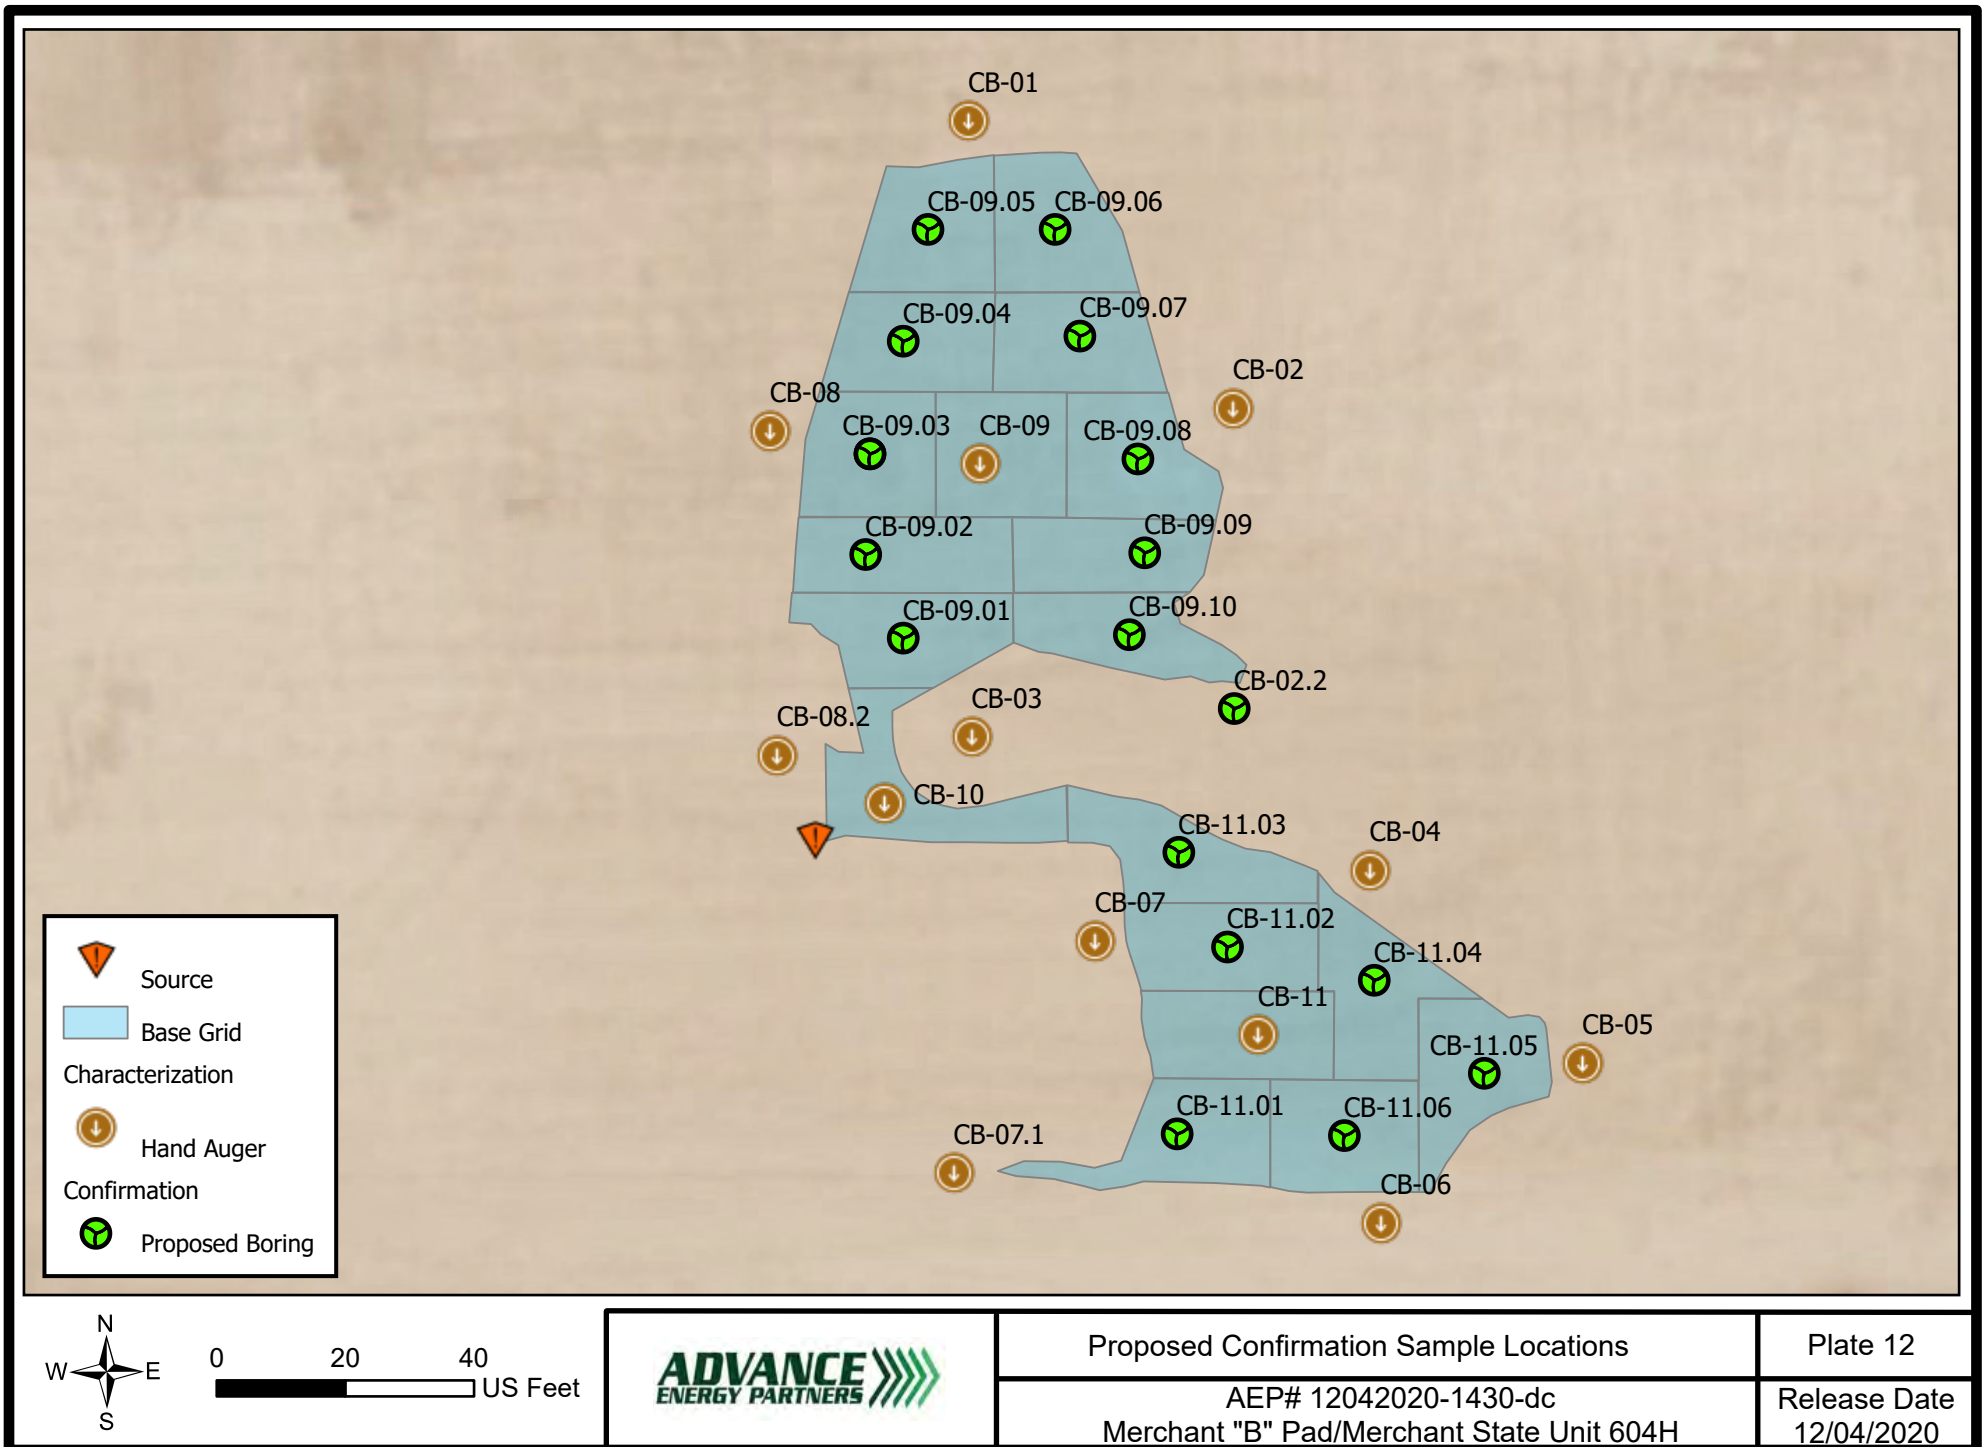 CB-01
CB-09.05
CB-09.06
CB-09.04
CB-09.07
CB-02
CB-08
CB-09.03
CB-09
CB-09.08
CB-09.02
CB-09.09
CB-09.01
CB-09.10
CB-02.2
CB-03
CB-08.2
CB-10
CB-11.03
CB-04
CB-07
CB-11.02
CB-11.04
CB-11
CB-05
CB-11.05
CB-11.01
CB-11.06
CB-07.1
CB-06
Source
Base Grid
Characterization
Hand Auger
Confirmation
Proposed Boring
N
W E
S
0 20 40
US Feet
ADVANCE
ENERGY PARTNERS
Proposed Confirmation Sample Locations
Plate 12
AEP# 12042020-1430-dc
Merchant "B" Pad/Merchant State Unit 604H
Release Date
12/04/2020